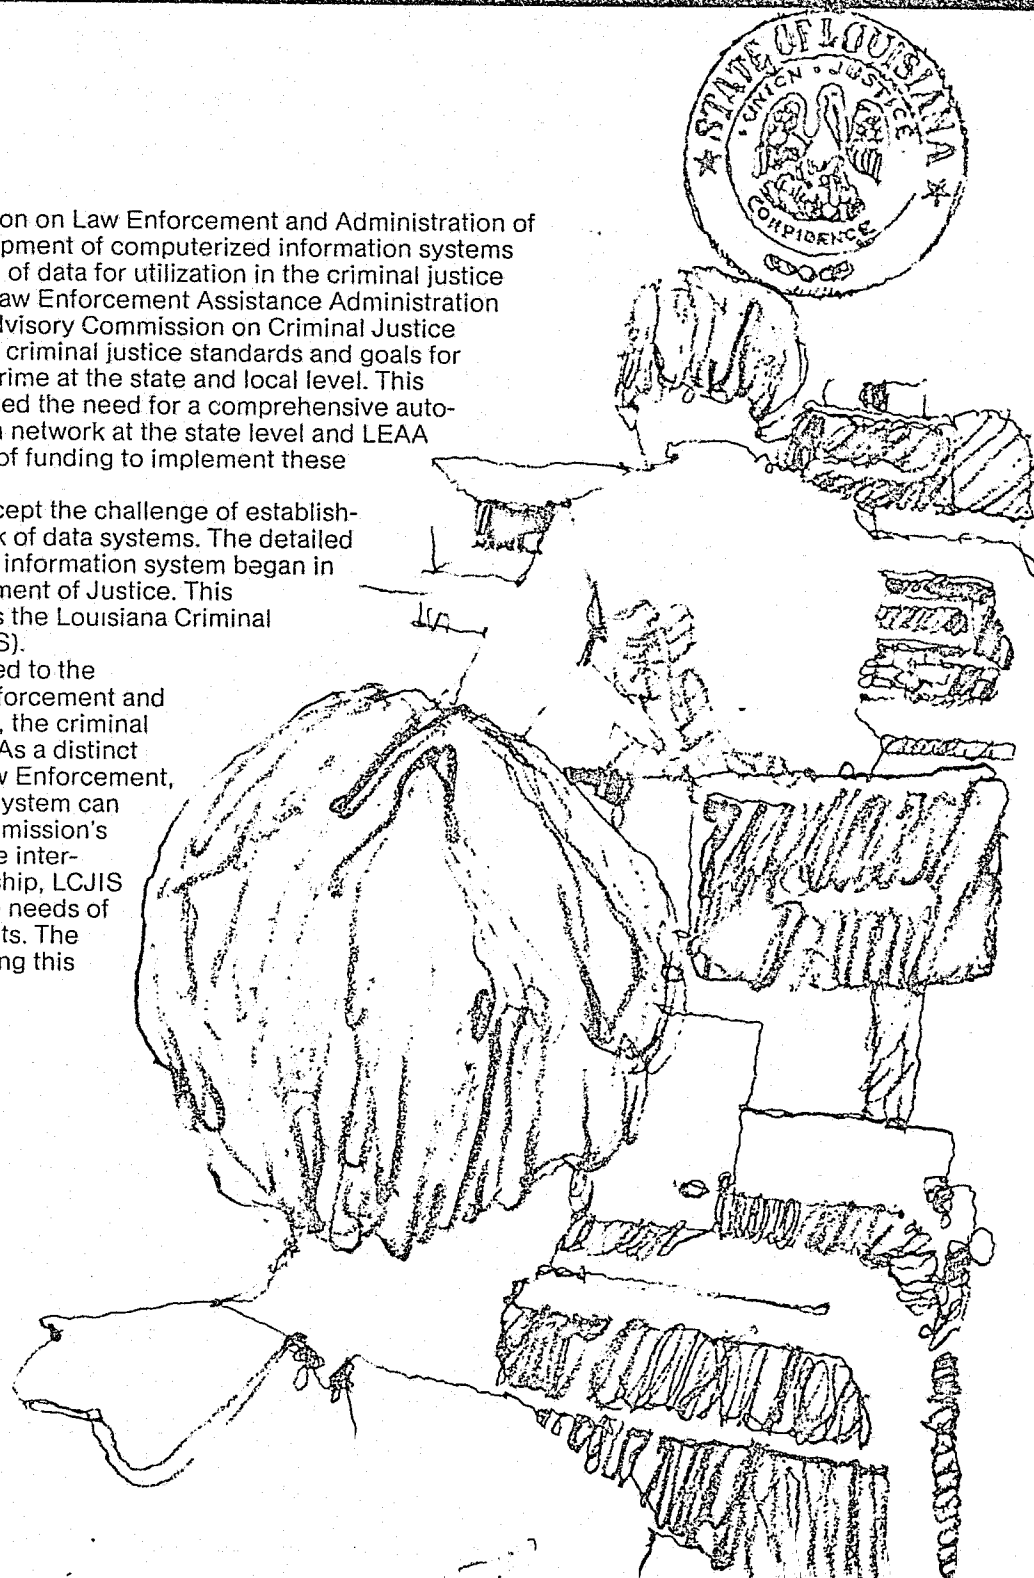 STATE OF LOUISIANA
UNION · JUSTICE
CONFIDENCE
on on Law Enforcement and Administration of
pment of computerized information systems
of data for utilization in the criminal justice
aw Enforcement Assistance Administration
dvisory Commission on Criminal Justice
criminal justice standards and goals for
rime at the state and local level. This
ed the need for a comprehensive auto-
n network at the state level and LEAA
of funding to implement these
cept the challenge of establish-
k of data systems. The detailed
information system began in
ment of Justice. This
s the Louisiana Criminal
S).
ed to the
forcement and
, the criminal
As a distinct
w Enforcement,
ystem can
mission's
e inter-
hip, LCJIS
e needs of
ts. The
ng this